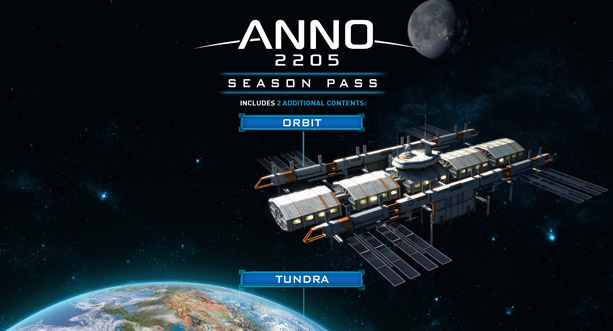 ANNO
2205
SEASON PASS
INCLUDES 2 ADDITIONAL CONTENTS:
ORBIT
TUNDRA